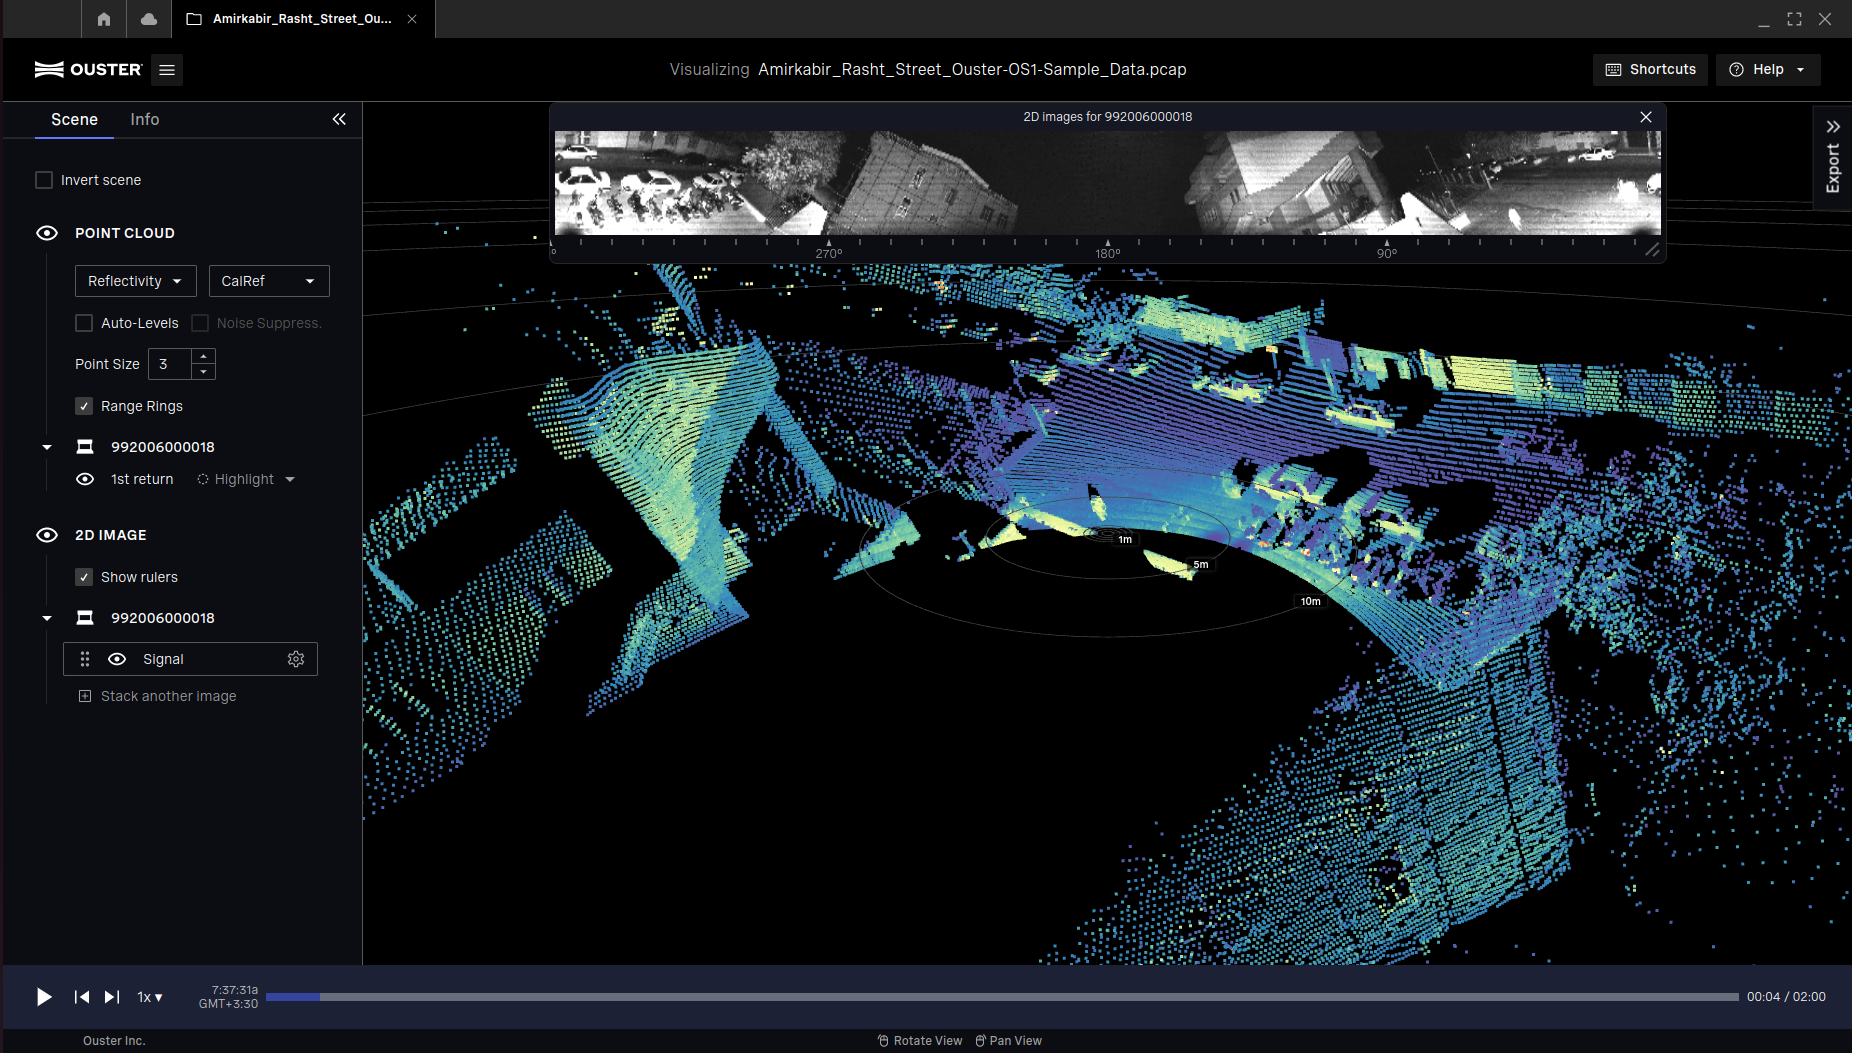 Amirkabir_Rasht_Street_Ou...
OUSTER
Visualizing Amirkabir_Rasht_Street_Ouster-OS1-Sample_Data.pcap
Shortcuts
Help
Scene
Info
2D images for 992006000018
270°
180°
90°
Export
Invert scene
POINT CLOUD
Reflectivity
CalRef
Auto-Levels
Noise Suppress.
Point Size
3
Range Rings
992006000018
1st return
Highlight
2D IMAGE
Show rulers
992006000018
Signal
Stack another image
1m
5m
10m
1x
7:37:31a
GMT+3:30
00:04 / 02:00
Ouster Inc.
Rotate View
Pan View